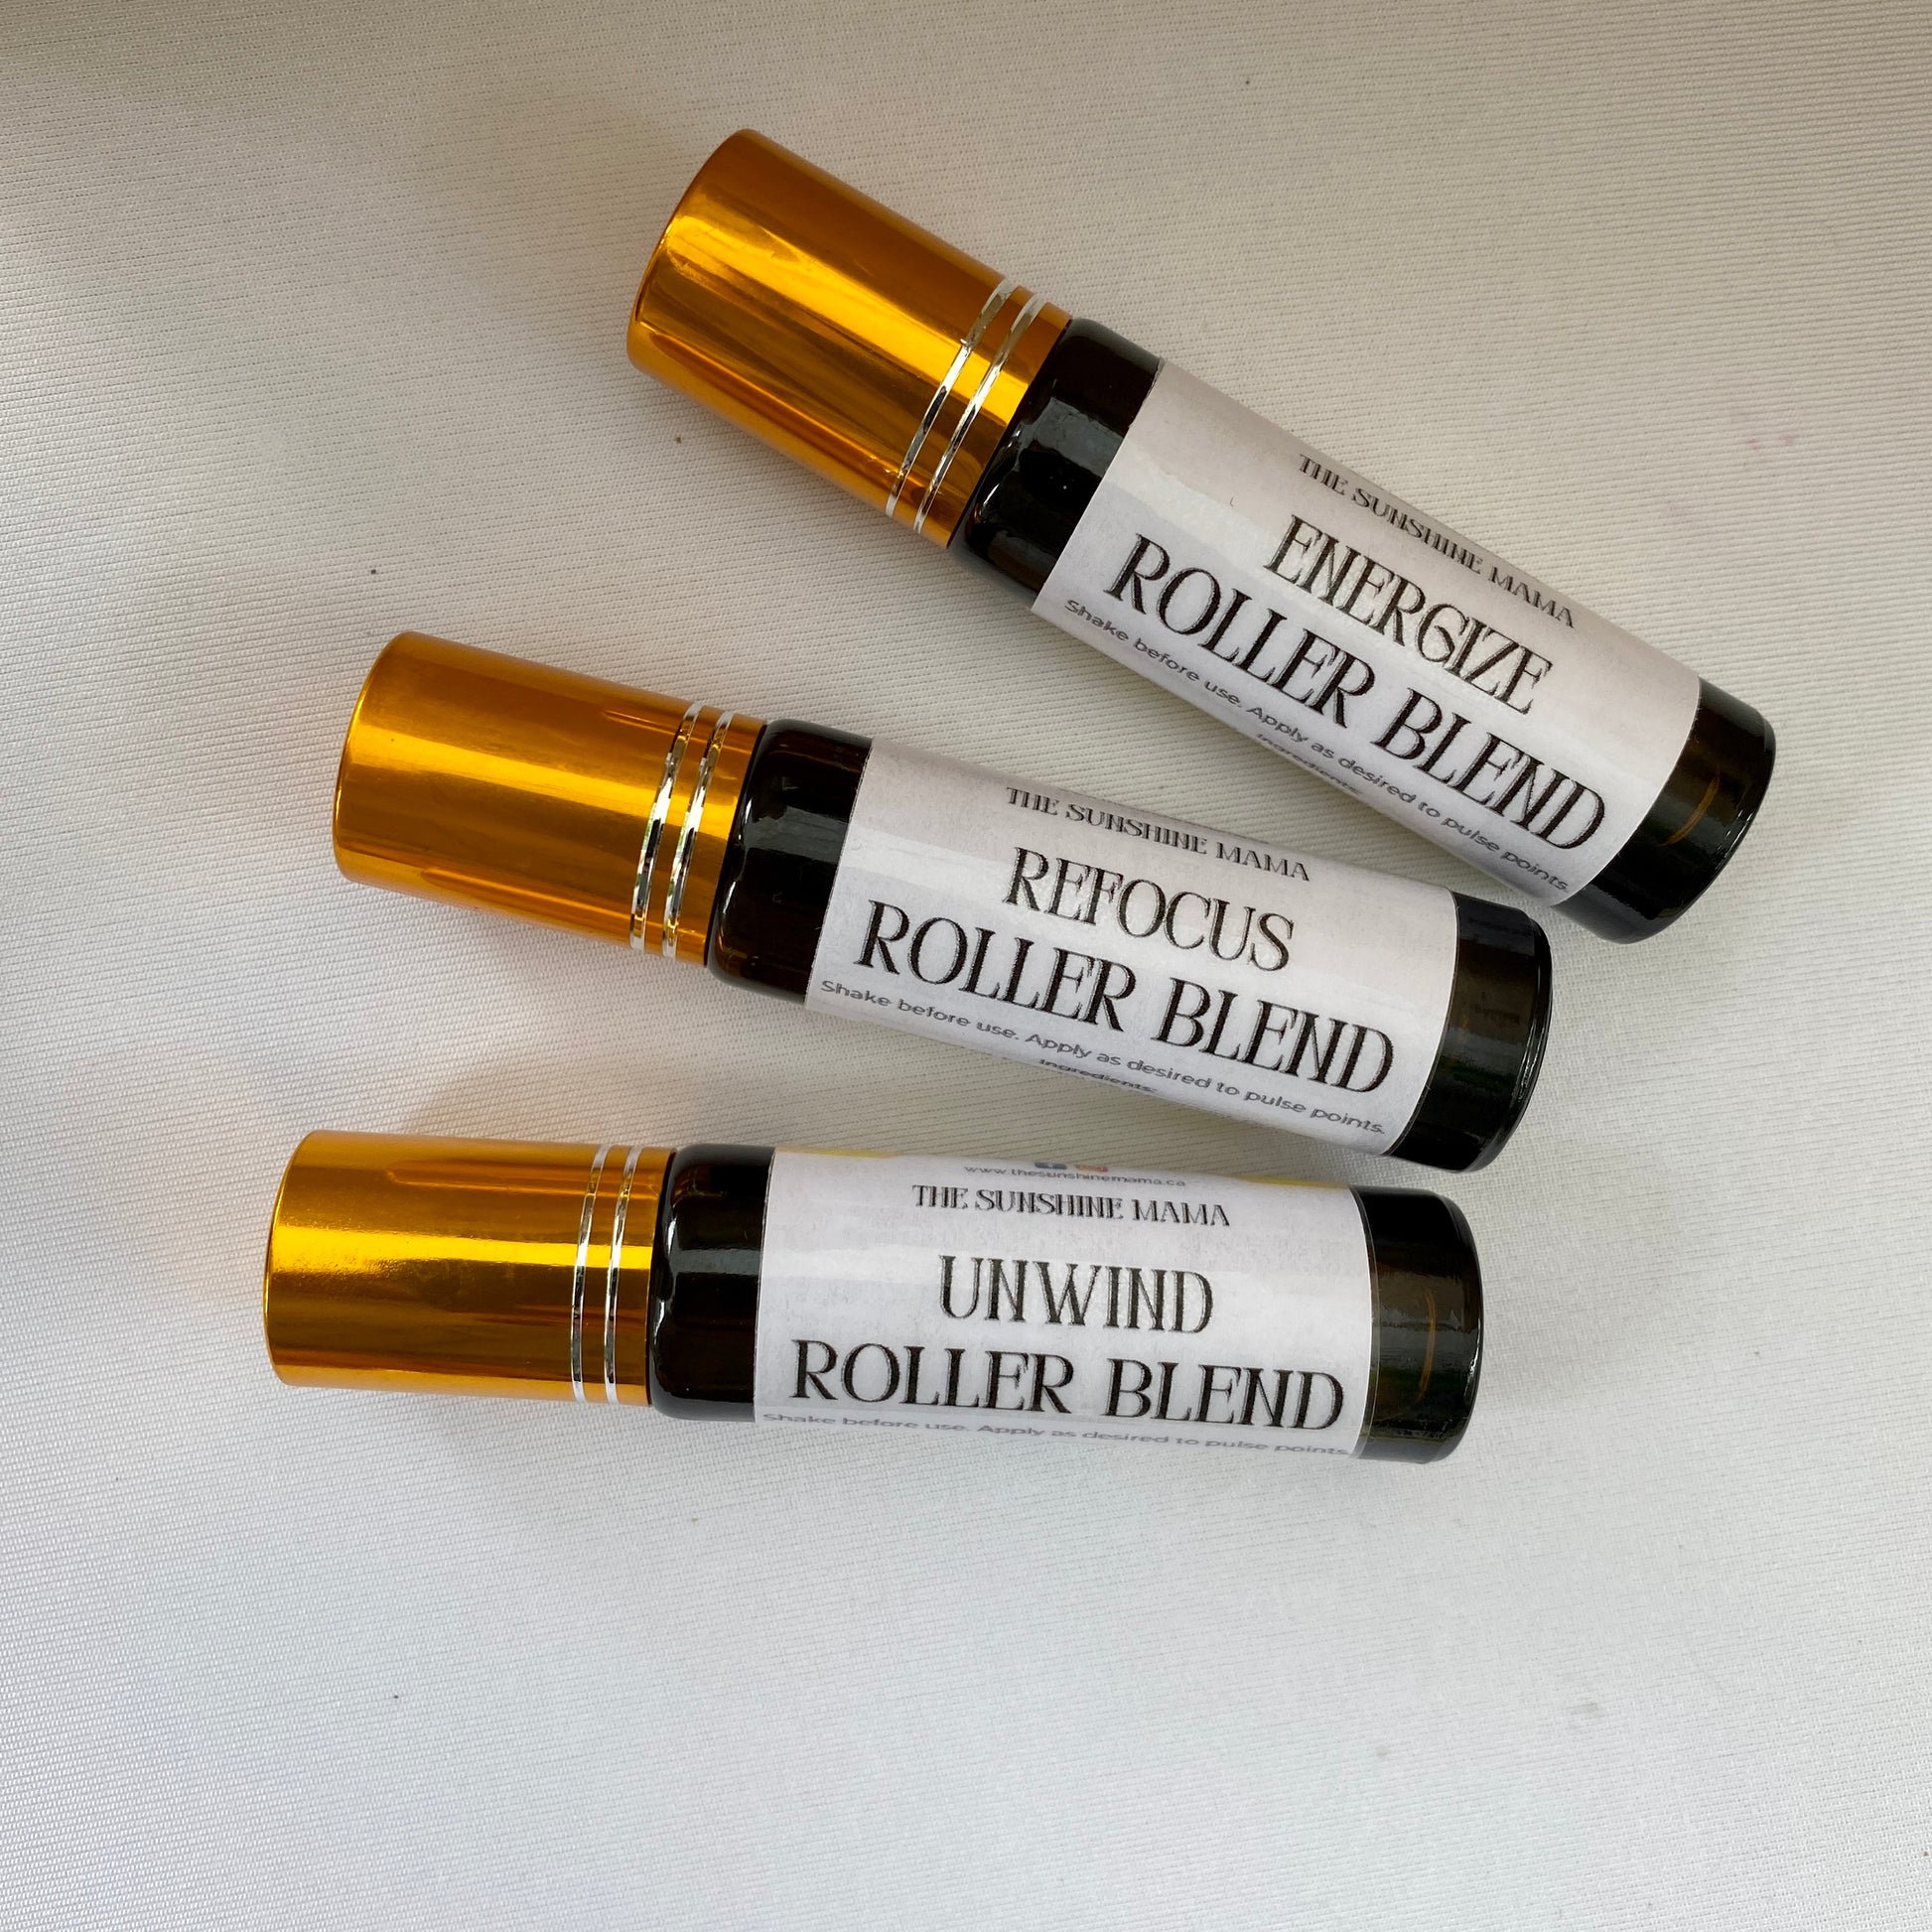 THE SUNSHINE MAMA
ENERGIZE
ROLLER BLEND
Shake before use. Apply as desired to pulse points.
Ingredients:
THE SUNSHINE MAMA
REFOCUS
ROLLER BLEND
Shake before use. Apply as desired to pulse points.
Ingredients:
www.thesunshinemama.ca
THE SUNSHINE MAMA
UNWIND
ROLLER BLEND
Shake before use. Apply as desired to pulse points.